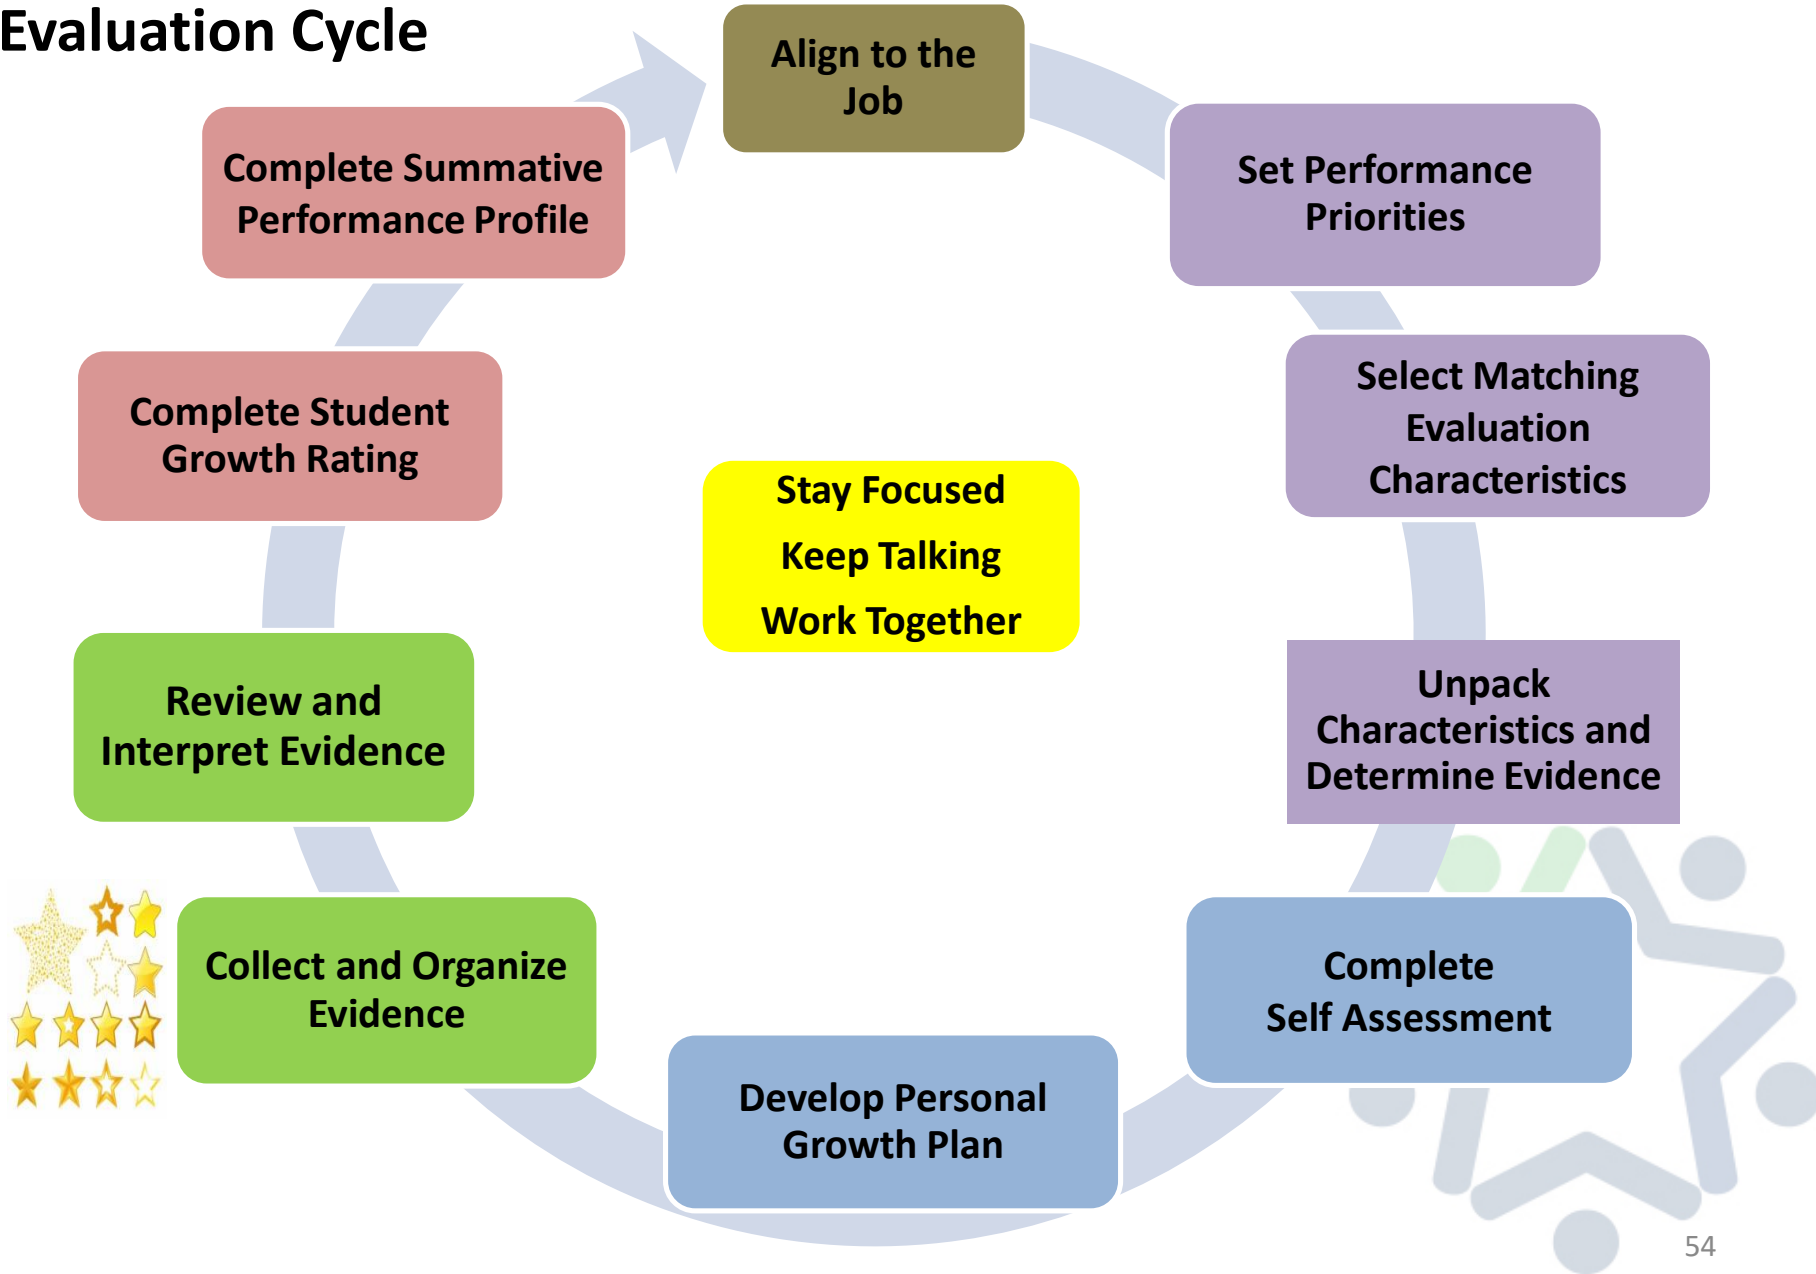 Evaluation Cycle
Align to the
Job
Set Performance
Priorities
Select Matching
Evaluation
Characteristics
Unpack
Characteristics and
Determine Evidence
Complete
Self Assessment
Develop Personal
Growth Plan
Collect and Organize
Evidence
Review and
Interpret Evidence
Complete Student
Growth Rating
Complete Summative
Performance Profile
Stay Focused
Keep Talking
Work Together
54